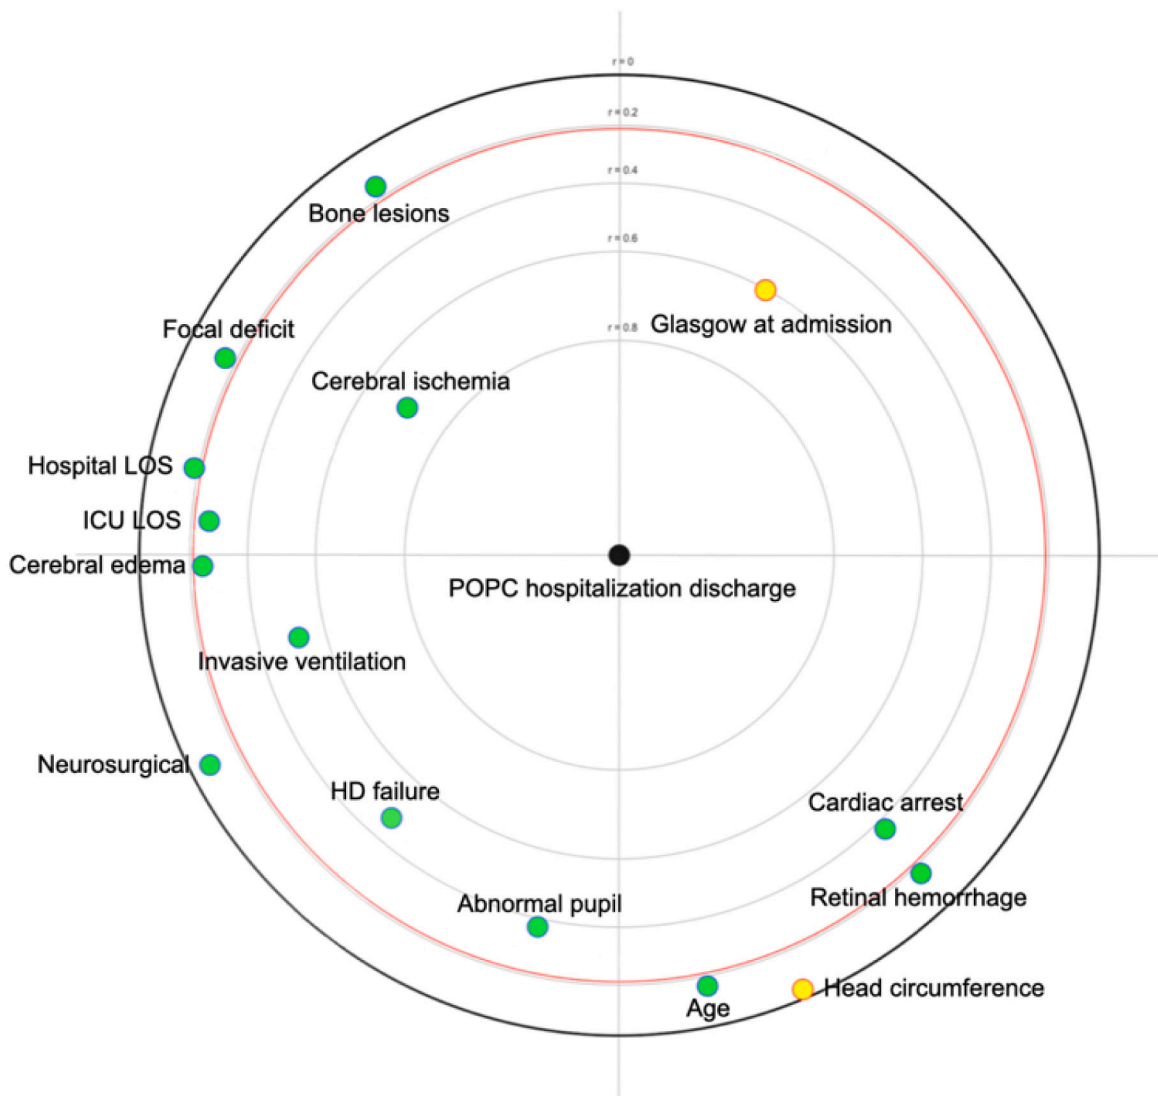 r = 0
r = 0.2
r = 0.4
Bone lesions
r = 0.6
Glasgow at admission
Focal deficit
r = 0.8
Cerebral ischemia
Hospital LOS
ICU LOS
Cerebral edema
POPC hospitalization discharge
Invasive ventilation
Neurosurgical
HD failure
Cardiac arrest
Abnormal pupil
Retinal hemorrhage
Head circumference
Age